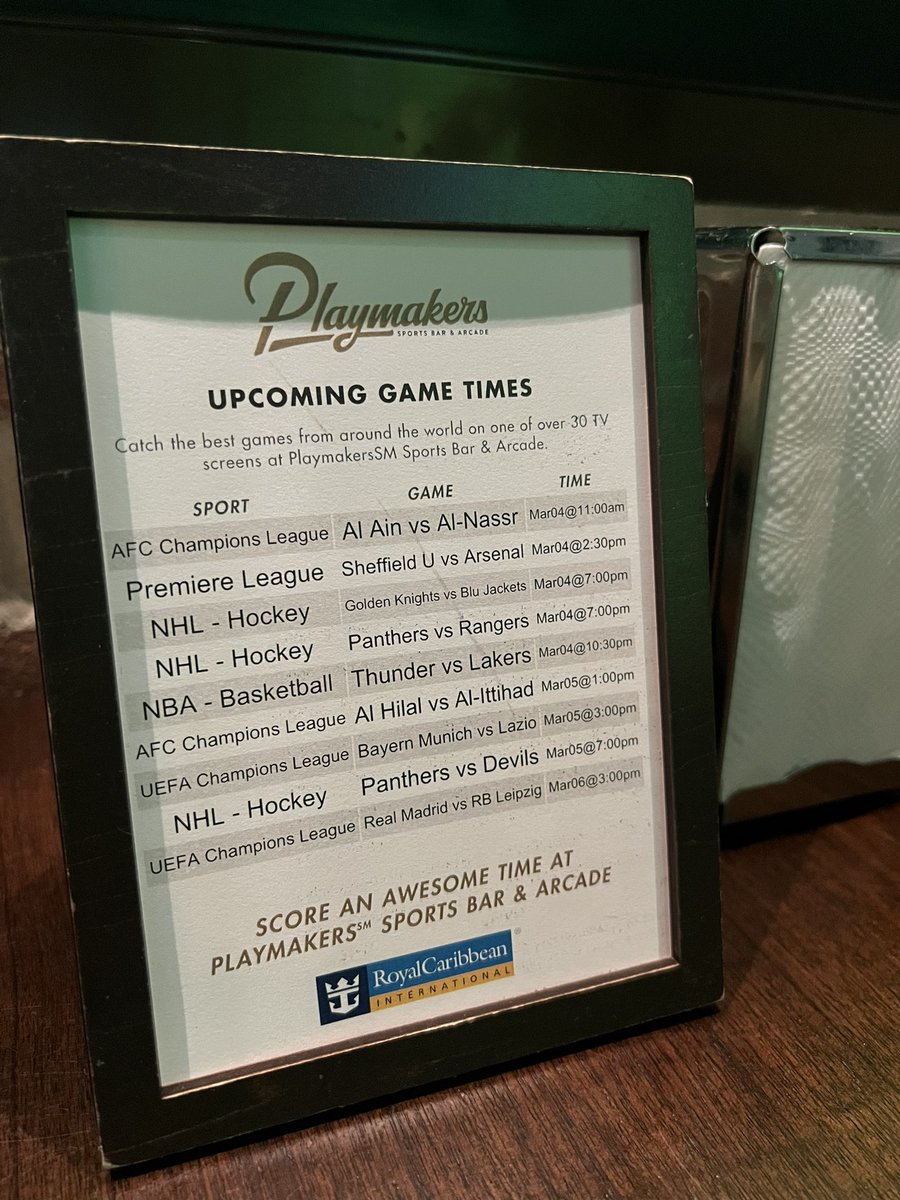 Playmakers
SPORTS BAR & ARCADE
UPCOMING GAME TIMES
Catch the best games from around the world on one of over 30 TV
screens at PlaymakersSM Sports Bar & Arcade.
SPORT GAME TIME
AFC Champions League Al Ain vs Al-Nassr Mar04@11:00am
Premiere League Sheffield U vs Arsenal Mar04@2:30pm
NHL - Hockey Golden Knights vs Blu Jackets Mar04@7:00pm
NHL - Hockey Panthers vs Rangers Mar04@7:00pm
NBA - Basketball Thunder vs Lakers Mar04@10:30pm
AFC Champions League Al Hilal vs Al-Ittihad Mar05@1:00pm
UEFA Champions League Bayern Munich vs Lazio Mar05@3:00pm
NHL - Hockey Panthers vs Devils Mar05@7:00pm
UEFA Champions League Real Madrid vs RB Leipzig Mar06@3:00pm
SCORE AN AWESOME TIME AT
PLAYMAKERS℠ SPORTS BAR & ARCADE
RoyalCaribbean®
INTERNATIONAL